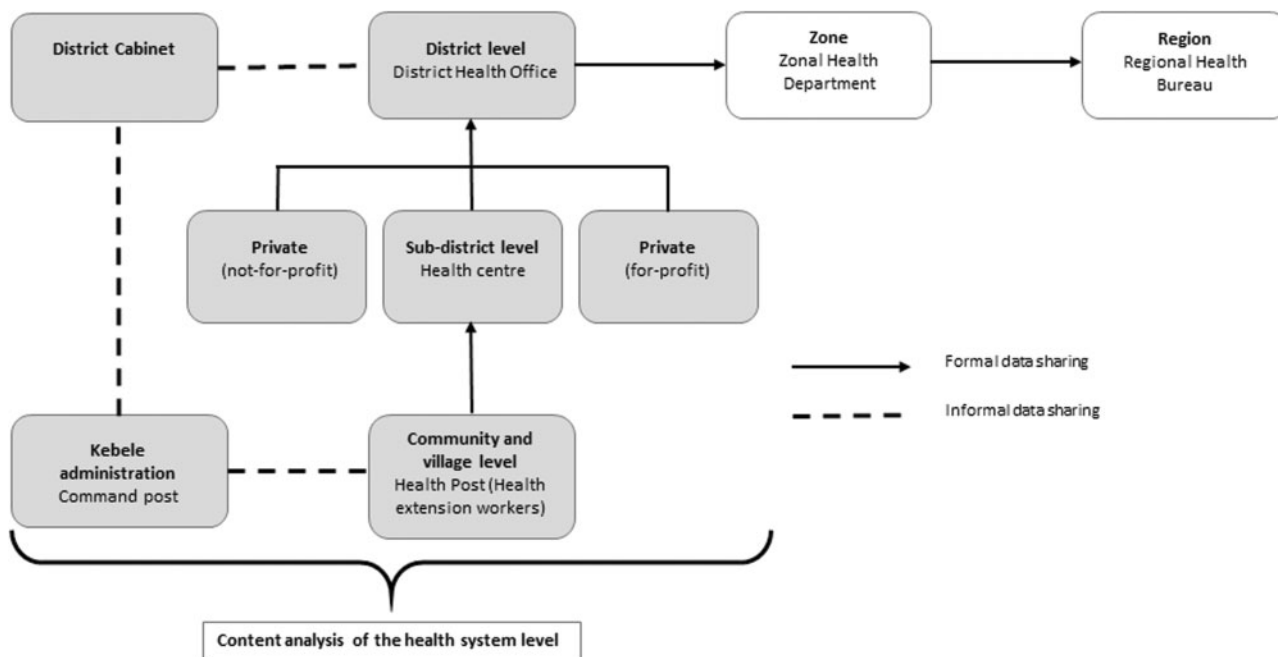 District Cabinet
District level
District Health Office
Zone
Zonal Health
Department
Region
Regional Health
Bureau
Private
(not-for-profit)
Sub-district level
Health centre
Private
(for-profit)
Formal data sharing
Informal data sharing
Kebele
administration
Command post
Community and
village level
Health Post (Health
extension workers)
Content analysis of the health system level